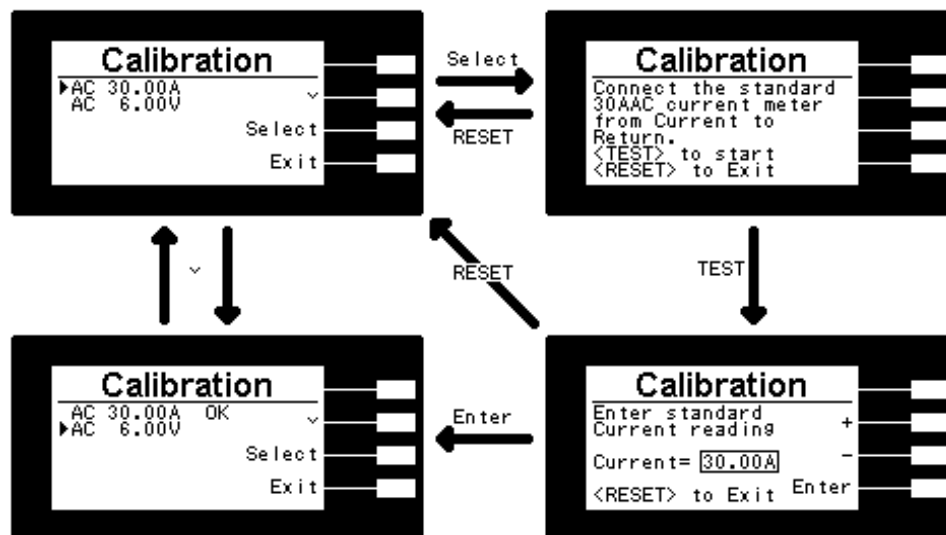 Calibration
▶AC 30.00A
AC 6.00V
˅
Select
Exit
Select
RESET
Calibration
Connect the standard
30AAC current meter
from Current to
Return.
<TEST> to start
<RESET> to Exit
˅
RESET
TEST
Calibration
AC 30.00A OK
▶AC 6.00V
˅
Select
Exit
Enter
Calibration
Enter standard
Current reading
+
Current= 30.00A
-
<RESET> to Exit
Enter